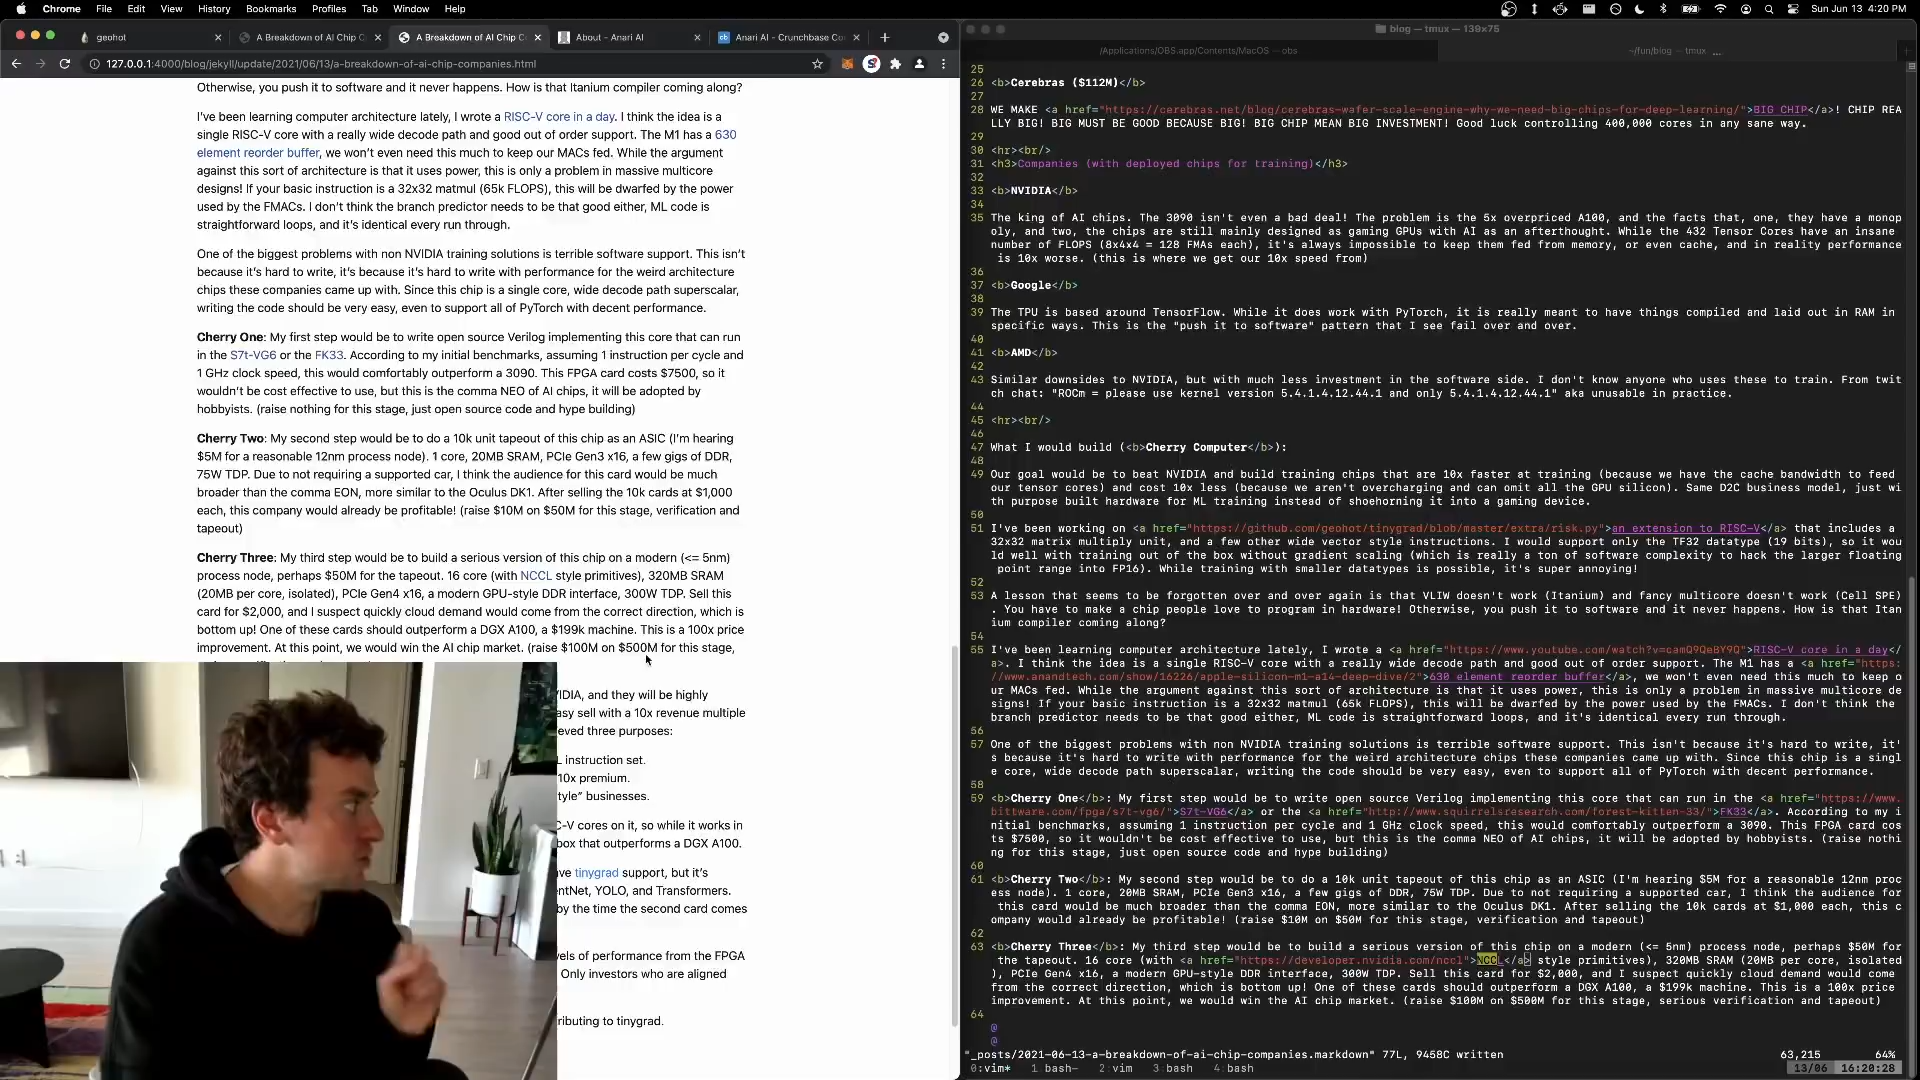 Chrome File Edit View History Bookmarks Profiles Tab Window Help Sun Jun 13 4:20 PM
geohot A Breakdown of AI Chip C A Breakdown of AI Chip C About - Anari AI Anari AI - Crunchbase Co
127.0.0.1:4000/blog/jekyll/update/2021/06/13/a-breakdown-of-ai-chip-companies.html
Otherwise, you push it to software and it never happens. How is that Itanium compiler coming along?
I've been learning computer architecture lately, I wrote a RISC-V core in a day. I think the idea is a
single RISC-V core with a really wide decode path and good out of order support. The M1 has a 630
element reorder buffer, we won't even need this much to keep our MACs fed. While the argument
against this sort of architecture is that it uses power, this is only a problem in massive multicore
designs! If your basic instruction is a 32x32 matmul (65k FLOPS), this will be dwarfed by the power
used by the FMACs. I don't think the branch predictor needs to be that good either, ML code is
straightforward loops, and it's identical every run through.
One of the biggest problems with non NVIDIA training solutions is terrible software support. This isn't
because it's hard to write, it's because it's hard to write with performance for the weird architecture
chips these companies came up with. Since this chip is a single core, wide decode path superscalar,
writing the code should be very easy, even to support all of PyTorch with decent performance.
Cherry One: My first step would be to write open source Verilog implementing this core that can run
in the S7t-VG6 or the FK33. According to my initial benchmarks, assuming 1 instruction per cycle and
1 GHz clock speed, this would comfortably outperform a 3090. This FPGA card costs $7500, so it
wouldn't be cost effective to use, but this is the comma NEO of AI chips, it will be adopted by
hobbyists. (raise nothing for this stage, just open source code and hype building)
Cherry Two: My second step would be to do a 10k unit tapeout of this chip as an ASIC (I'm hearing
$5M for a reasonable 12nm process node). 1 core, 20MB SRAM, PCIe Gen3 x16, a few gigs of DDR,
75W TDP. Due to not requiring a supported car, I think the audience for this card would be much
broader than the comma EON, more similar to the Oculus DK1. After selling the 10k cards at $1,000
each, this company would already be profitable! (raise $10M on $50M for this stage, verification and
tapeout)
Cherry Three: My third step would be to build a serious version of this chip on a modern (<= 5nm)
process node, perhaps $50M for the tapeout. 16 core (with NCCL style primitives), 320MB SRAM
(20MB per core, isolated), PCIe Gen4 x16, a modern GPU-style DDR interface, 300W TDP. Sell this
card for $2,000, and I suspect quickly cloud demand would come from the correct direction, which is
bottom up! One of these cards should outperform a DGX A100, a $199k machine. This is a 100x price
improvement. At this point, we would win the AI chip market. (raise $100M on $500M for this stage,
VIDIA, and they will be highly
asy sell with a 10x revenue multiple
eved three purposes:
L instruction set.
10x premium.
tyle" businesses.
C-V cores on it, so while it works in
box that outperforms a DGX A100.
ave tinygrad support, but it's
entNet, YOLO, and Transformers.
by the time the second card comes
vels of performance from the FPGA
Only investors who are aligned
ributing to tinygrad.
blog — tmux — 139×75
/Applications/OBS.app/Contents/MacOS — obs ~/fun/blog — tmux
25
26 <b>Cerebras ($112M)</b>
27
28 WE MAKE <a href="https://cerebras.net/blog/cerebras-wafer-scale-engine-why-we-need-big-chips-for-deep-learning/">BIG CHIP</a>! CHIP REA
LLY BIG! BIG MUST BE GOOD BECAUSE BIG! BIG CHIP MEAN BIG INVESTMENT! Good luck controlling 400,000 cores in any sane way.
29
30 <hr><br/>
31 <h3>Companies (with deployed chips for training)</h3>
32
33 <b>NVIDIA</b>
34
35 The king of AI chips. The 3090 isn't even a bad deal! The problem is the 5x overpriced A100, and the facts that, one, they have a monop
oly, and two, the chips are still mainly designed as gaming GPUs with AI as an afterthought. While the 432 Tensor Cores have an insane
number of FLOPS (8x4x4 = 128 FMAs each), it's always impossible to keep them fed from memory, or even cache, and in reality performance
is 10x worse. (this is where we get our 10x speed from)
36
37 <b>Google</b>
38
39 The TPU is based around TensorFlow. While it does work with PyTorch, it is really meant to have things compiled and laid out in RAM in
specific ways. This is the "push it to software" pattern that I see fail over and over.
40
41 <b>AMD</b>
42
43 Similar downsides to NVIDIA, but with much less investment in the software side. I don't know anyone who uses these to train. From twit
ch chat: "ROCm = please use kernel version 5.4.1.4.12.44.1 and only 5.4.1.4.12.44.1" aka unusable in practice.
44
45 <hr><br/>
46
47 What I would build (<b>Cherry Computer</b>):
48
49 Our goal would be to beat NVIDIA and build training chips that are 10x faster at training (because we have the cache bandwidth to feed
our tensor cores) and cost 10x less (because we aren't overcharging and can omit all the GPU silicon). Same D2C business model, just wi
th purpose built hardware for ML training instead of shoehorning it into a gaming device.
50
51 I've been working on <a href="https://github.com/geohot/tinygrad/blob/master/extra/risk.py">an extension to RISC-V</a> that includes a
32x32 matrix multiply unit, and a few other wide vector style instructions. I would support only the TF32 datatype (19 bits), so it wou
ld well with training out of the box without gradient scaling (which is really a ton of software complexity to hack the larger floating
point range into FP16). While training with smaller datatypes is possible, it's super annoying!
52
53 A lesson that seems to be forgotten over and over again is that VLIW doesn't work (Itanium) and fancy multicore doesn't work (Cell SPE)
. You have to make a chip people love to program in hardware! Otherwise, you push it to software and it never happens. How is that Itan
ium compiler coming along?
54
55 I've been learning computer architecture lately, I wrote a <a href="https://www.youtube.com/watch?v=camQ9QeBY9Q">RISC-V core in a day</
a>. I think the idea is a single RISC-V core with a really wide decode path and good out of order support. The M1 has a <a href="https:
//www.anandtech.com/show/16226/apple-silicon-m1-a14-deep-dive/2">630 element reorder buffer</a>, we won't even need this much to keep o
ur MACs fed. While the argument against this sort of architecture is that it uses power, this is only a problem in massive multicore de
signs! If your basic instruction is a 32x32 matmul (65k FLOPS), this will be dwarfed by the power used by the FMACs. I don't think the
branch predictor needs to be that good either, ML code is straightforward loops, and it's identical every run through.
56
57 One of the biggest problems with non NVIDIA training solutions is terrible software support. This isn't because it's hard to write, it'
s because it's hard to write with performance for the weird architecture chips these companies came up with. Since this chip is a singl
e core, wide decode path superscalar, writing the code should be very easy, even to support all of PyTorch with decent performance.
58
59 <b>Cherry One</b>: My first step would be to write open source Verilog implementing this core that can run in the <a href="https://www.
bittware.com/fpga/s7t-vg6/">S7t-VG6</a> or the <a href="http://www.squirrelsresearch.com/forest-kitten-33/">FK33</a>. According to my i
nitial benchmarks, assuming 1 instruction per cycle and 1 GHz clock speed, this would comfortably outperform a 3090. This FPGA card cos
ts $7500, so it wouldn't be cost effective to use, but this is the comma NEO of AI chips, it will be adopted by hobbyists. (raise nothi
ng for this stage, just open source code and hype building)
60
61 <b>Cherry Two</b>: My second step would be to do a 10k unit tapeout of this chip as an ASIC (I'm hearing $5M for a reasonable 12nm proc
ess node). 1 core, 20MB SRAM, PCIe Gen3 x16, a few gigs of DDR, 75W TDP. Due to not requiring a supported car, I think the audience for
this card would be much broader than the comma EON, more similar to the Oculus DK1. After selling the 10k cards at $1,000 each, this c
ompany would already be profitable! (raise $10M on $50M for this stage, verification and tapeout)
62
63 <b>Cherry Three</b>: My third step would be to build a serious version of this chip on a modern (<= 5nm) process node, perhaps $50M for
the tapeout. 16 core (with <a href="https://developer.nvidia.com/nccl">NCCL</a> style primitives), 320MB SRAM (20MB per core, isolated
), PCIe Gen4 x16, a modern GPU-style DDR interface, 300W TDP. Sell this card for $2,000, and I suspect quickly cloud demand would come
from the correct direction, which is bottom up! One of these cards should outperform a DGX A100, a $199k machine. This is a 100x price
improvement. At this point, we would win the AI chip market. (raise $100M on $500M for this stage, serious verification and tapeout)
64
@
@
"_posts/2021-06-13-a-breakdown-of-ai-chip-companies.markdown" 77L, 9458C written 63,215 64%
0:vim* 1:bash- 2:vim 3:bash 4:bash 13/06 16:20:28